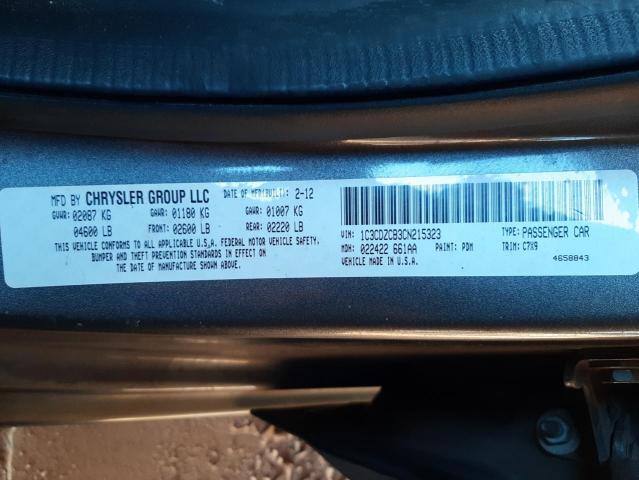 MFD BY CHRYSLER GROUP LLC DATE OF MFD(BUILT): 2-12
GVWR: 02087 KG GAWR: 01180 KG GAWR: 01007 KG
04600 LB FRONT: 02600 LB REAR: 02220 LB
THIS VEHICLE CONFORMS TO ALL APPLICABLE U.S.A. FEDERAL MOTOR VEHICLE SAFETY,
BUMPER AND THEFT PREVENTION STANDARDS IN EFFECT ON
THE DATE OF MANUFACTURE SHOWN ABOVE.
VIN: 1C3CDZCB3CN215323 TYPE: PASSENGER CAR
MDH: 022422 661AA PAINT: PDM TRIM: C7X9
VEHICLE MADE IN U.S.A. 4658843